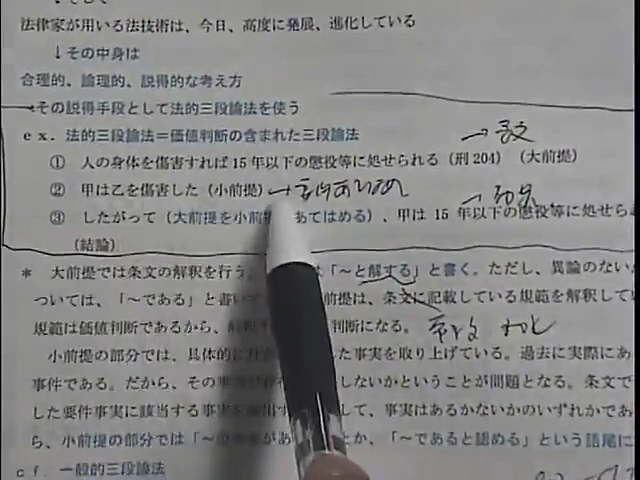 法律家が用いる法技術は、今日、高度に発展、進化している
↓その中身は
合理的、論理的、説得的な考え方
→その説得手段として法的三段論法を使う
ex.法的三段論法＝価値判断の含まれた三段論法
→条文
① 人の身体を傷害すれば15年以下の懲役等に処せられる（刑204）（大前提）
② 甲は乙を傷害した（小前提）→
③ したがって（大前提を小前提 あてはめる）、甲は 15 年以下の懲役等に処せら
（結論）
＊ 大前提では条文の解釈を行う。 は「～と解する」と書く。ただし、異論のない
ついては、「～である」と書い 前提は、条文に記載している規範を解釈して
規範は価値判断であるから、 判断になる。
小前提の部分では、具体的に た事実を取り上げている。過去に実際にあ
事件である。だから、その事 しないかということが問題となる。条文で
した要件事実に該当する事実を して、事実はあるかないかのいずれかであ
ら、小前提の部分では「～の とか、「～であると認める」という語尾に
cf. 一般的三段論法